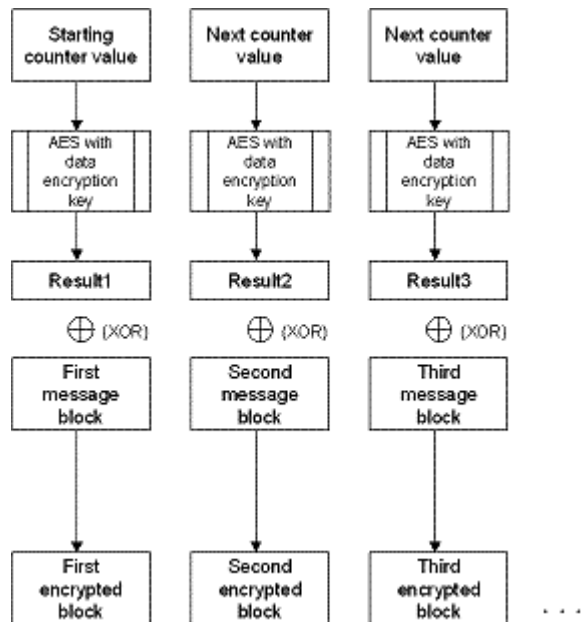 Starting
counter value
Next counter
value
Next counter
value
AES with
data
encryption
key
AES with
data
encryption
key
AES with
data
encryption
key
Result1
Result2
Result3
(XOR)
(XOR)
(XOR)
First
message
block
Second
message
block
Third
message
block
First
encrypted
block
Second
encrypted
block
Third
encrypted
block
. . .